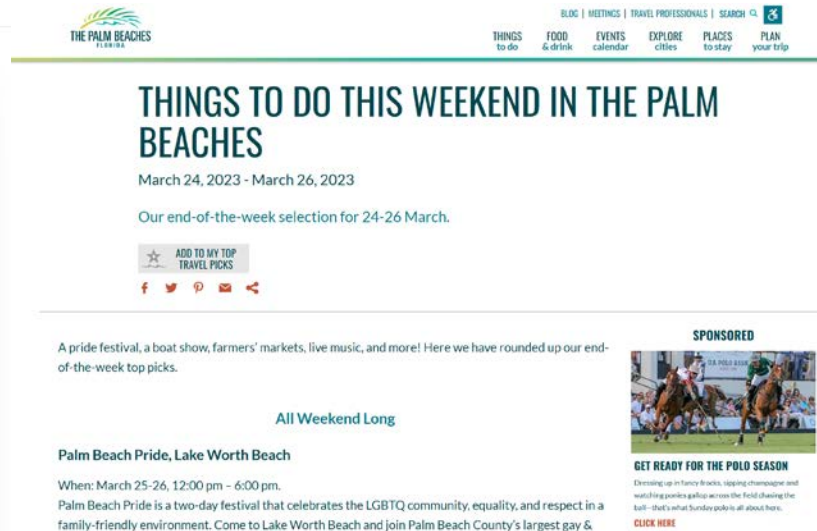 BLOG | MEETINGS | TRAVEL PROFESSIONALS | SEARCH
THE PALM BEACHES
FLORIDA
THINGS to do
FOOD & drink
EVENTS calendar
EXPLORE cities
PLACES to stay
PLAN your trip
THINGS TO DO THIS WEEKEND IN THE PALM
BEACHES
March 24, 2023 - March 26, 2023
Our end-of-the-week selection for 24-26 March.
ADD TO MY TOP
TRAVEL PICKS
A pride festival, a boat show, farmers' markets, live music, and more! Here we have rounded up our end-
of-the-week top picks.
All Weekend Long
Palm Beach Pride, Lake Worth Beach
When: March 25-26, 12:00 pm – 6:00 pm.
Palm Beach Pride is a two-day festival that celebrates the LGBTQ community, equality, and respect in a
family-friendly environment. Come to Lake Worth Beach and join Palm Beach County's largest gay &
SPONSORED
GET READY FOR THE POLO SEASON
Dressing up in fancy frocks, sipping champagne and
watching ponies gallop across the field chasing the
ball—that's what Sunday polo is all about here.
CLICK HERE